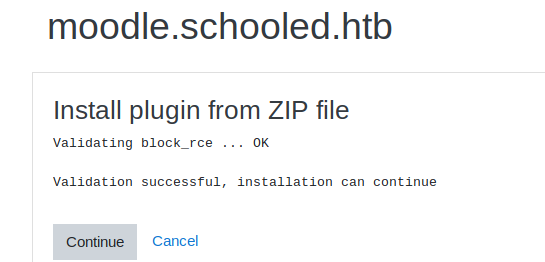 moodle.schooled.htb
Install plugin from ZIP file
Validating block_rce ... OK
Validation successful, installation can continue
Continue Cancel